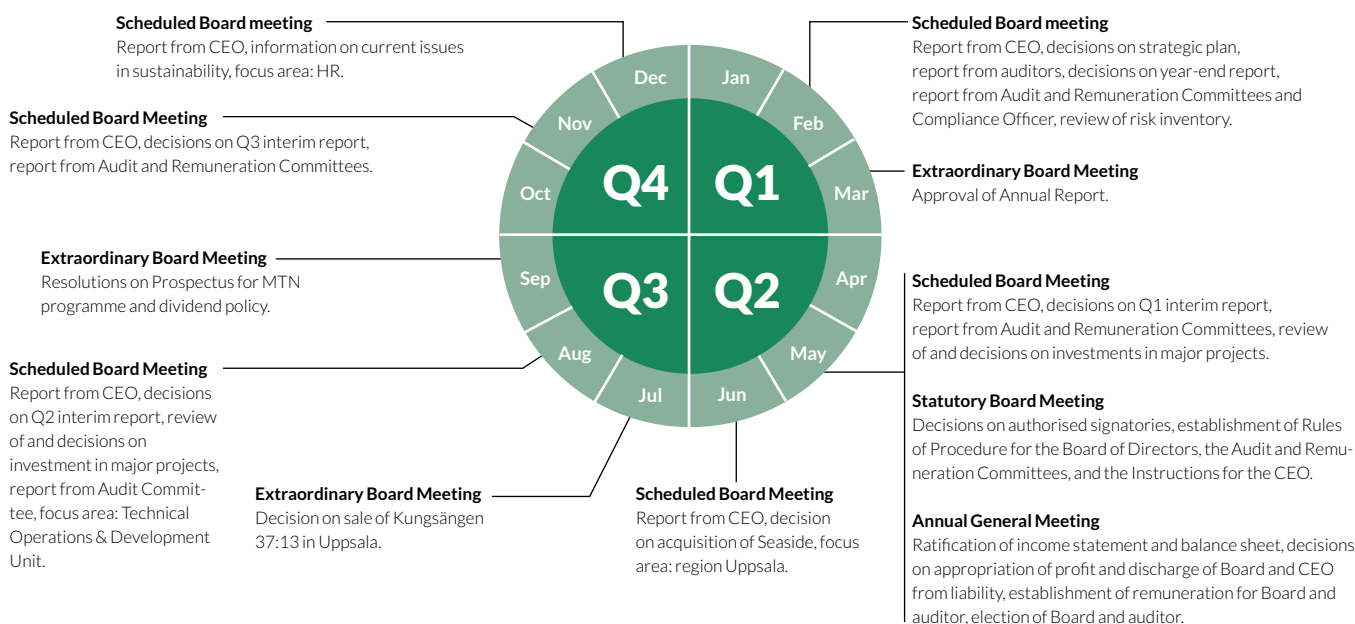 Scheduled Board meeting
Report from CEO, information on current issues
in sustainability, focus area: HR.
Scheduled Board Meeting
Report from CEO, decisions on Q3 interim report,
report from Audit and Remuneration Committees.
Extraordinary Board Meeting
Resolutions on Prospectus for MTN
programme and dividend policy.
Scheduled Board Meeting
Report from CEO, decisions
on Q2 interim report, review
of and decisions on
investment in major projects,
report from Audit Commit-
tee, focus area: Technical
Operations & Development
Unit.
Extraordinary Board Meeting
Decision on sale of Kungsängen
37:13 in Uppsala.
Dec
Jan
Nov
Feb
Oct
Q4
Q1
Mar
Sep
Q3
Q2
Apr
Aug
May
Jul
Jun
Scheduled Board Meeting
Report from CEO, decision
on acquisition of Seaside, focus
area: region Uppsala.
Scheduled Board meeting
Report from CEO, decisions on strategic plan,
report from auditors, decisions on year-end report,
report from Audit and Remuneration Committees and
Compliance Officer, review of risk inventory.
Extraordinary Board Meeting
Approval of Annual Report.
Scheduled Board Meeting
Report from CEO, decisions on Q1 interim report,
report from Audit and Remuneration Committees, review
of and decisions on investments in major projects.
Statutory Board Meeting
Decisions on authorised signatories, establishment of Rules
of Procedure for the Board of Directors, the Audit and Remu-
neration Committees, and the Instructions for the CEO.
Annual General Meeting
Ratification of income statement and balance sheet, decisions
on appropriation of profit and discharge of Board and CEO
from liability, establishment of remuneration for Board and
auditor, election of Board and auditor.